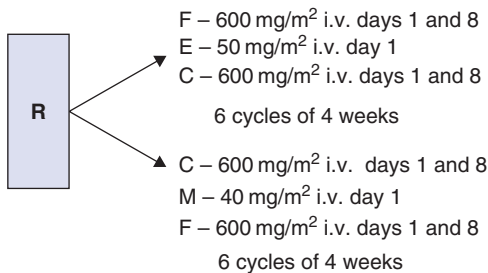 F – 600 mg/m² i.v. days 1 and 8
E – 50 mg/m² i.v. day 1
C – 600 mg/m² i.v. days 1 and 8
6 cycles of 4 weeks
R
C – 600 mg/m² i.v. days 1 and 8
M – 40 mg/m² i.v. day 1
F – 600 mg/m² i.v. days 1 and 8
6 cycles of 4 weeks